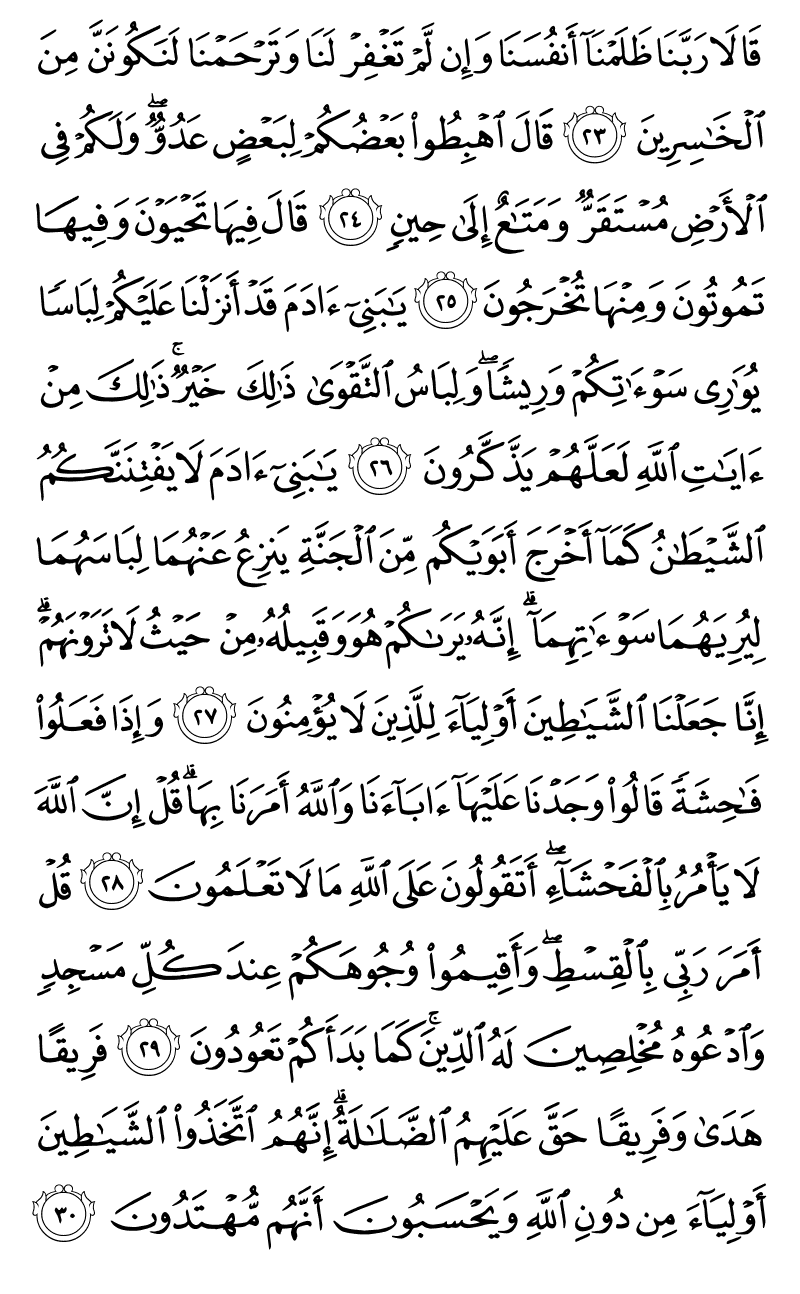 قَالَا رَبَّنَا ظَلَمْنَآ أَنفُسَنَا وَإِن لَّمْ تَغْفِرْ لَنَا وَتَرْحَمْنَا لَنَكُونَنَّ مِنَ
ٱلْخَٰسِرِينَ ٢٣ قَالَ ٱهْبِطُوا۟ بَعْضُكُمْ لِبَعْضٍ عَدُوٌّ ۖ وَلَكُمْ فِى
ٱلْأَرْضِ مُسْتَقَرٌّ وَمَتَٰعٌ إِلَىٰ حِينٍ ٢٤ قَالَ فِيهَا تَحْيَوْنَ وَفِيهَا
تَمُوتُونَ وَمِنْهَا تُخْرَجُونَ ٢٥ يَٰبَنِىٓ ءَادَمَ قَدْ أَنزَلْنَا عَلَيْكُمْ لِبَاسًا
يُوَٰرِى سَوْءَٰتِكُمْ وَرِيشًا ۖ وَلِبَاسُ ٱلتَّقْوَىٰ ذَٰلِكَ خَيْرٌ ۚ ذَٰلِكَ مِنْ
ءَايَٰتِ ٱللَّهِ لَعَلَّهُمْ يَذَّكَّرُونَ ٢٦ يَٰبَنِىٓ ءَادَمَ لَا يَفْتِنَنَّكُمُ
ٱلشَّيْطَٰنُ كَمَآ أَخْرَجَ أَبَوَيْكُم مِّنَ ٱلْجَنَّةِ يَنزِعُ عَنْهُمَا لِبَاسَهُمَا
لِيُرِيَهُمَا سَوْءَٰتِهِمَآ ۗ إِنَّهُۥ يَرَىٰكُمْ هُوَ وَقَبِيلُهُۥ مِنْ حَيْثُ لَا تَرَوْنَهُمْ ۗ
إِنَّا جَعَلْنَا ٱلشَّيَٰطِينَ أَوْلِيَآءَ لِلَّذِينَ لَا يُؤْمِنُونَ ٢٧ وَإِذَا فَعَلُوا۟
فَٰحِشَةً قَالُوا۟ وَجَدْنَا عَلَيْهَآ ءَابَآءَنَا وَٱللَّهُ أَمَرَنَا بِهَا ۗ قُلْ إِنَّ ٱللَّهَ
لَا يَأْمُرُ بِٱلْفَحْشَآءِ ۖ أَتَقُولُونَ عَلَى ٱللَّهِ مَا لَا تَعْلَمُونَ ٢٨ قُلْ
أَمَرَ رَبِّى بِٱلْقِسْطِ ۖ وَأَقِيمُوا۟ وُجُوهَكُمْ عِندَ كُلِّ مَسْجِدٍ
وَٱدْعُوهُ مُخْلِصِينَ لَهُ ٱلدِّينَ ۚ كَمَا بَدَأَكُمْ تَعُودُونَ ٢٩ فَرِيقًا
هَدَىٰ وَفَرِيقًا حَقَّ عَلَيْهِمُ ٱلضَّلَٰلَةُ ۗ إِنَّهُمُ ٱتَّخَذُوا۟ ٱلشَّيَٰطِينَ
أَوْلِيَآءَ مِن دُونِ ٱللَّهِ وَيَحْسَبُونَ أَنَّهُم مُّهْتَدُونَ ٣٠